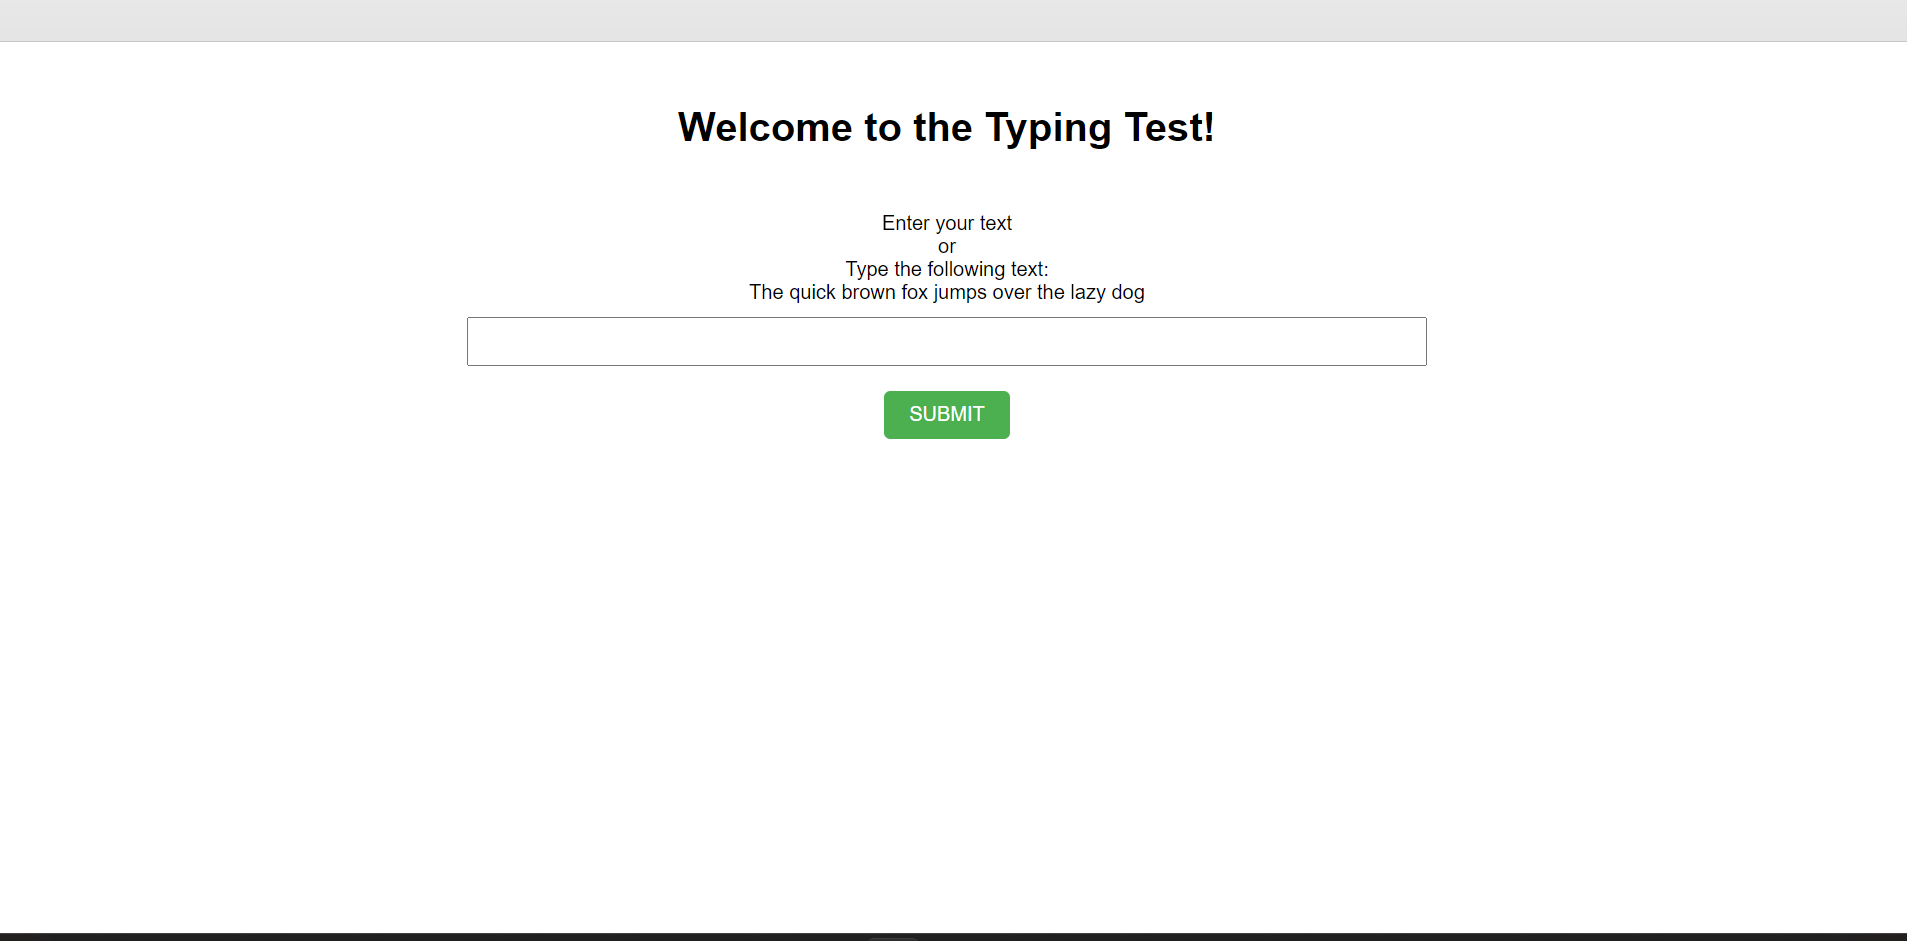 Welcome to the Typing Test!
Enter your text
or
Type the following text:
The quick brown fox jumps over the lazy dog
SUBMIT